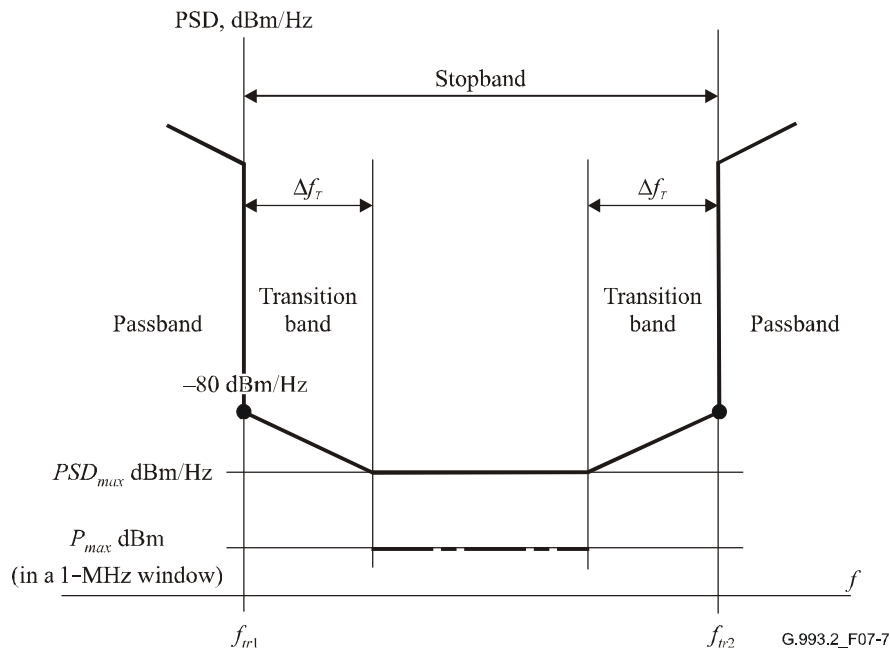 PSD, dBm/Hz
Stopband
Δf_T
Δf_T
Transition
band
Transition
band
Passband
Passband
–80 dBm/Hz
PSD_max dBm/Hz
P_max dBm
(in a 1–MHz window)
f
f_tr1
f_tr2
G.993.2_F07-7